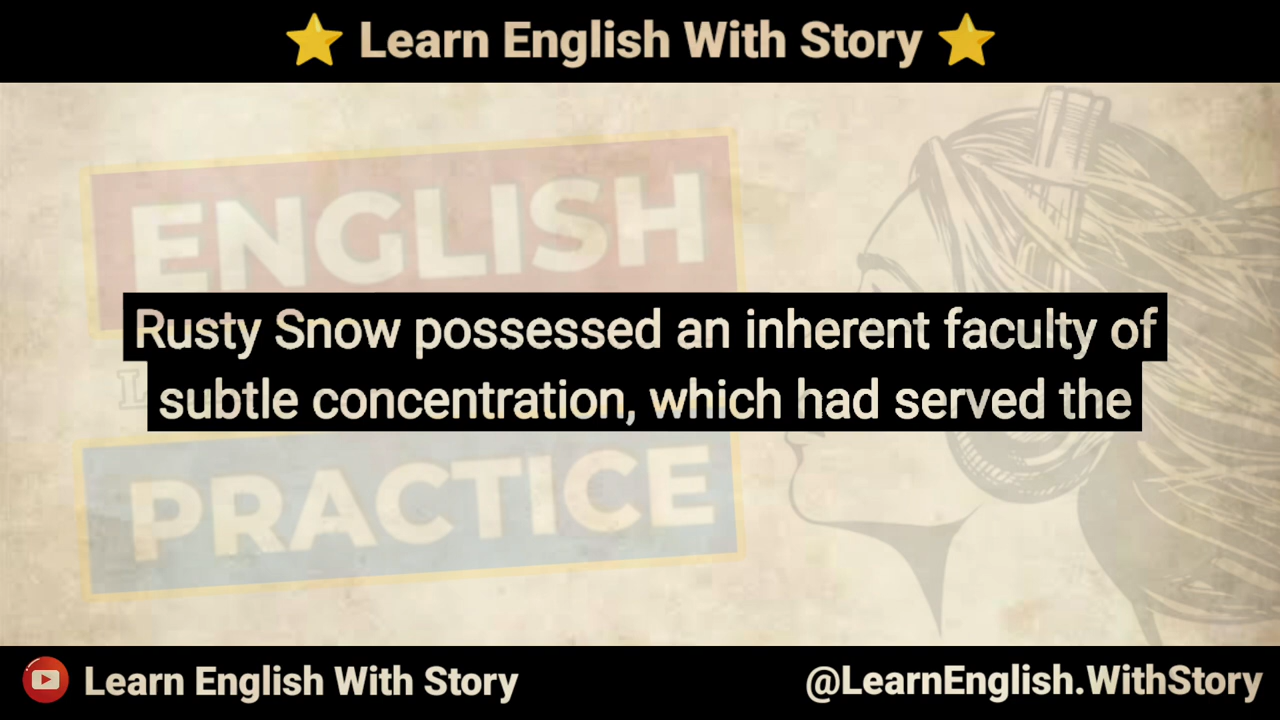 ⭐ Learn English With Story ⭐
ENGLISH
Rusty Snow possessed an inherent faculty of
subtle concentration, which had served the
PRACTICE
Learn English With Story
@LearnEnglish.WithStory